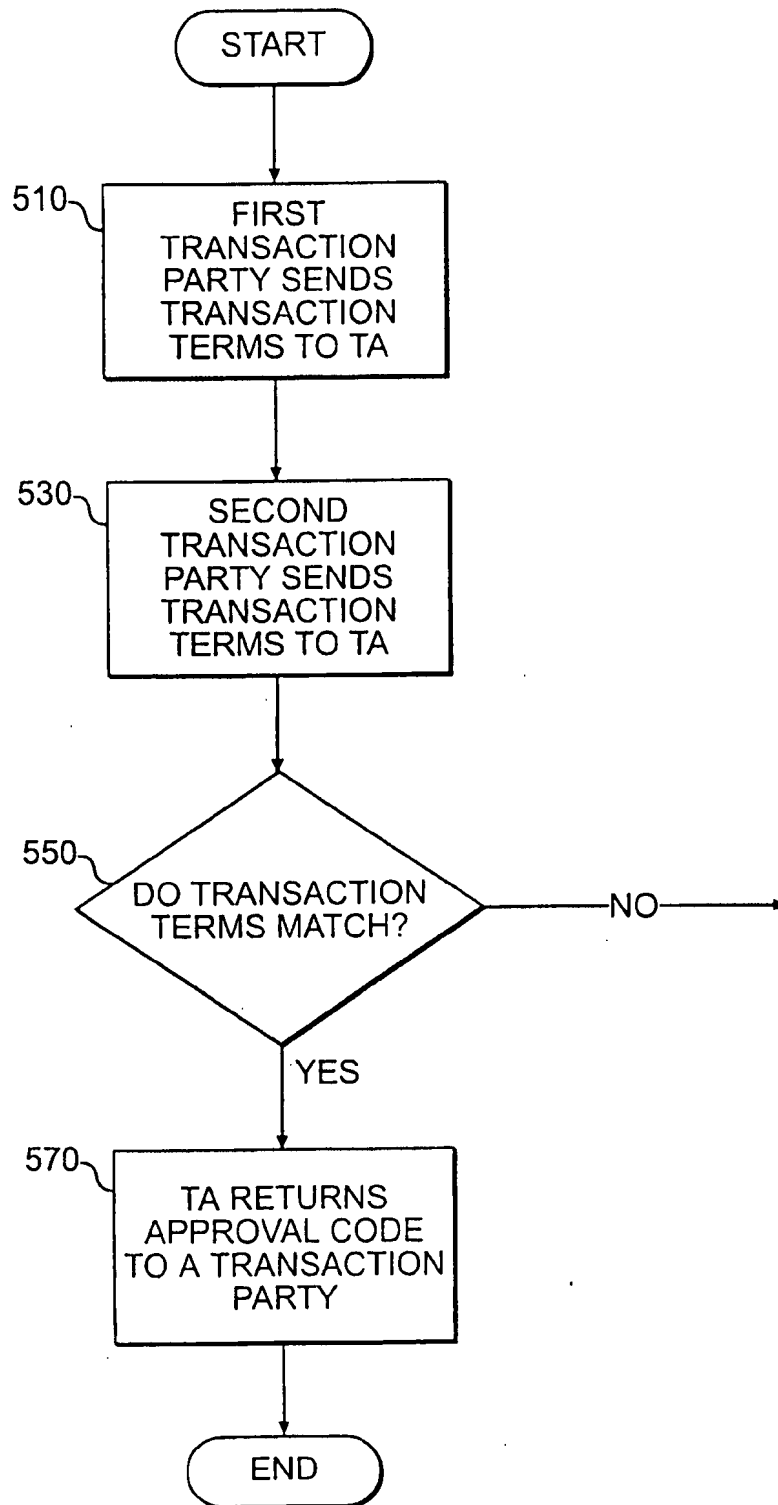 START
510
FIRST
TRANSACTION
PARTY SENDS
TRANSACTION
TERMS TO TA
530
SECOND
TRANSACTION
PARTY SENDS
TRANSACTION
TERMS TO TA
550
DO TRANSACTION
TERMS MATCH?
NO
YES
570
TA RETURNS
APPROVAL CODE
TO A TRANSACTION
PARTY
END